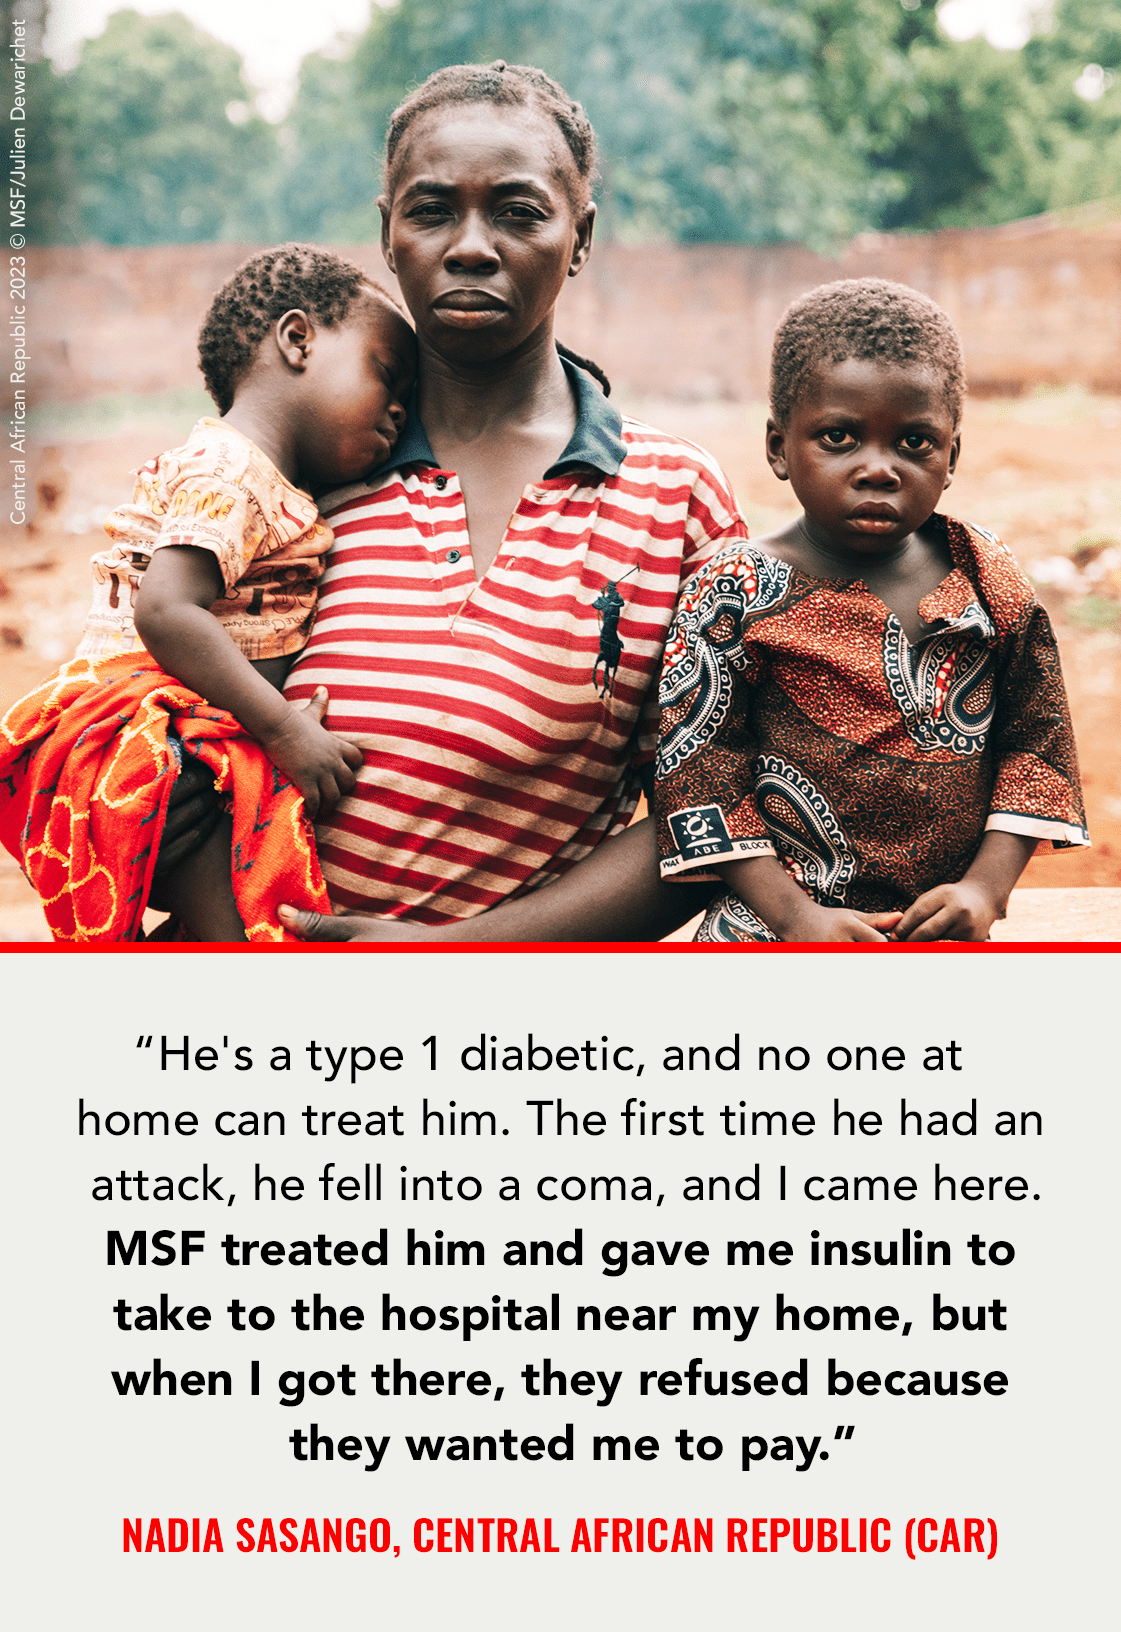 Central African Republic 2023 © MSF/Julien Dewarichet
WAX
ABE
BLOCK
“He's a type 1 diabetic, and no one at
home can treat him. The first time he had an
attack, he fell into a coma, and I came here.
MSF treated him and gave me insulin to
take to the hospital near my home, but
when I got there, they refused because
they wanted me to pay.”
NADIA SASANGO, CENTRAL AFRICAN REPUBLIC (CAR)